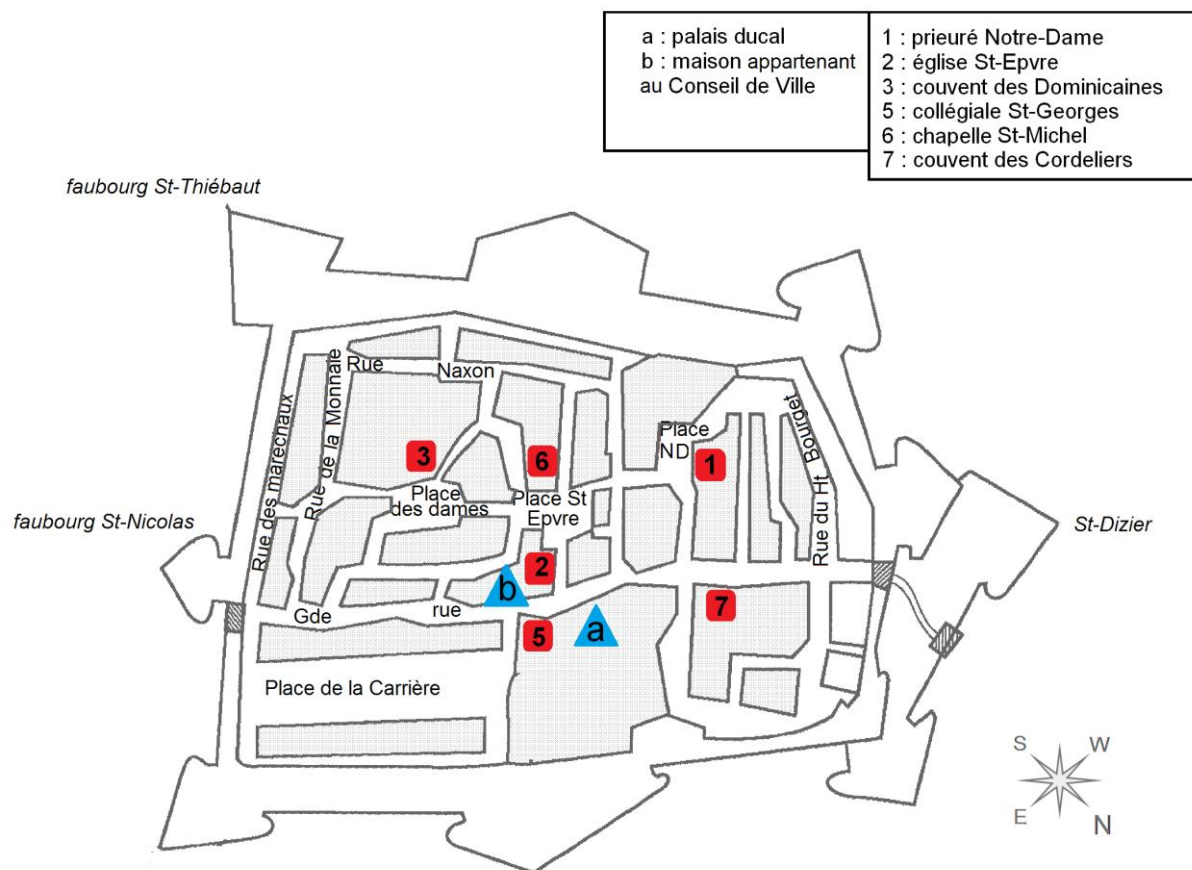 a : palais ducal
b : maison appartenant
au Conseil de Ville
1 : prieuré Notre-Dame
2 : église St-Epvre
3 : couvent des Dominicaines
5 : collégiale St-Georges
6 : chapelle St-Michel
7 : couvent des Cordeliers
faubourg St-Thiébaut
Rue Naxon
Rue de la Monnaie
Rue des marechaux
Rue du Ht Bourget
Place
ND
1
3
6
Place
des dames
Place St
Epvre
faubourg St-Nicolas
St-Dizier
2
b
7
Gde rue
5
a
Place de la Carrière
S
W
E
N